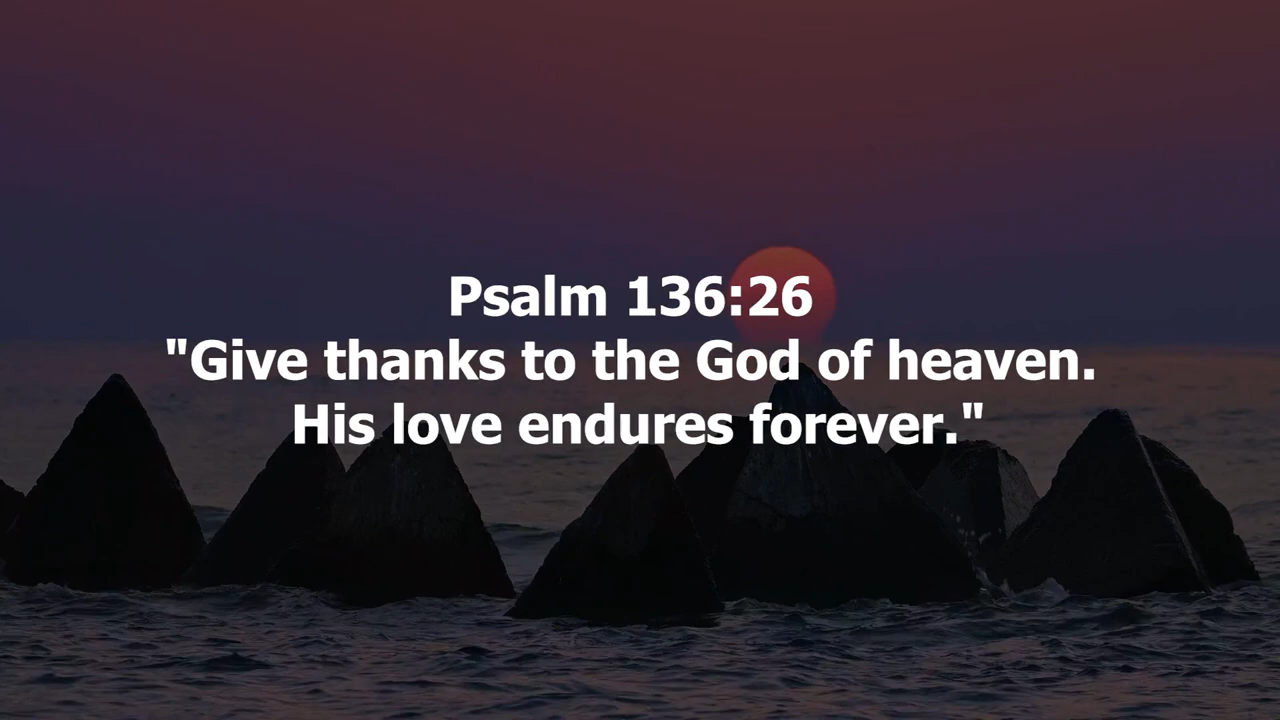 Psalm 136:26
"Give thanks to the God of heaven.
His love endures forever."